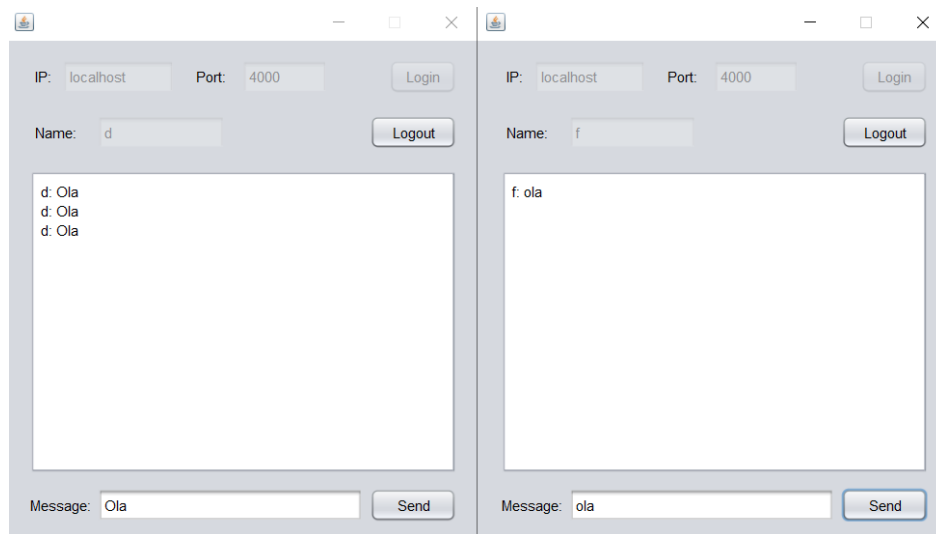 IP: localhost Port: 4000 Login
Name: d Logout
d: Ola
d: Ola
d: Ola
Message: Ola Send
IP: localhost Port: 4000 Login
Name: f Logout
f: ola
Message: ola Send